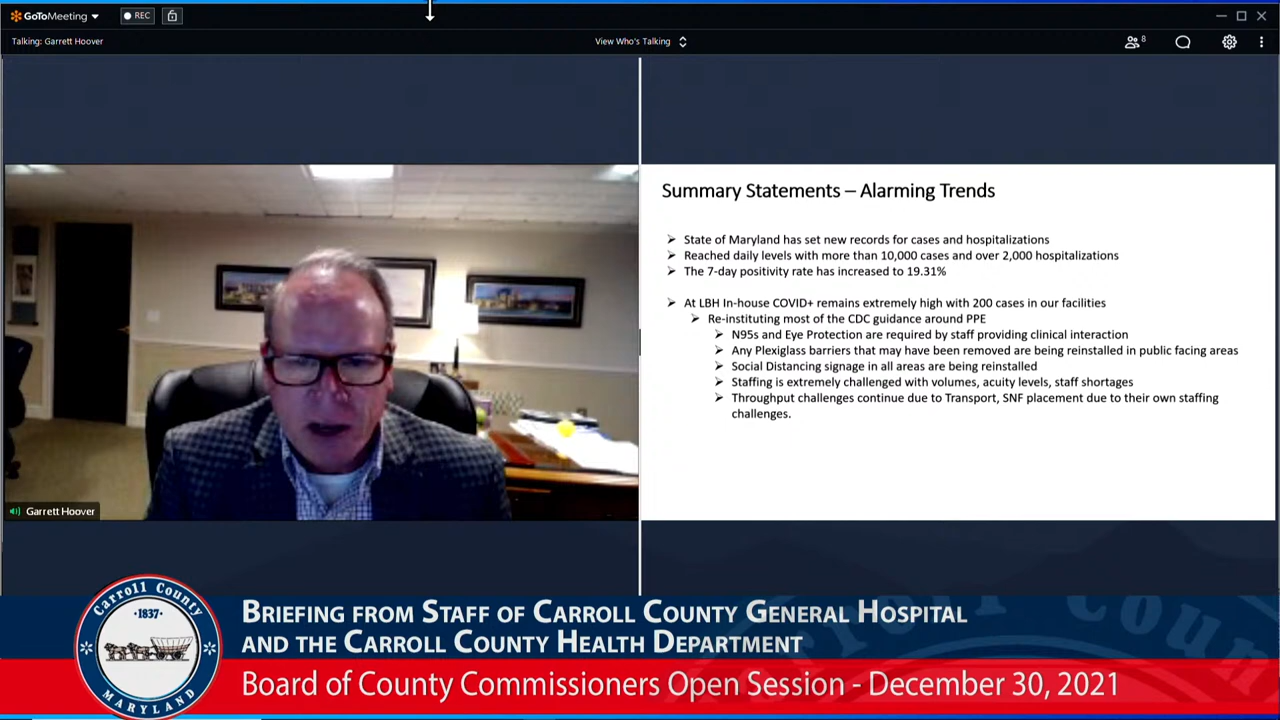 GoToMeeting
REC
Talking: Garrett Hoover
View Who's Talking
8
Summary Statements – Alarming Trends
State of Maryland has set new records for cases and hospitalizations
Reached daily levels with more than 10,000 cases and over 2,000 hospitalizations
The 7-day positivity rate has increased to 19.31%
At LBH In-house COVID+ remains extremely high with 200 cases in our facilities
Re-instituting most of the CDC guidance around PPE
N95s and Eye Protection are required by staff providing clinical interaction
Any Plexiglass barriers that may have been removed are being reinstalled in public facing areas
Social Distancing signage in all areas are being reinstalled
Staffing is extremely challenged with volumes, acuity levels, staff shortages
Throughput challenges continue due to Transport, SNF placement due to their own staffing
challenges.
Garrett Hoover
Carroll County
·1837·
Maryland
Briefing from Staff of Carroll County General Hospital
and the Carroll County Health Department
Board of County Commissioners Open Session - December 30, 2021